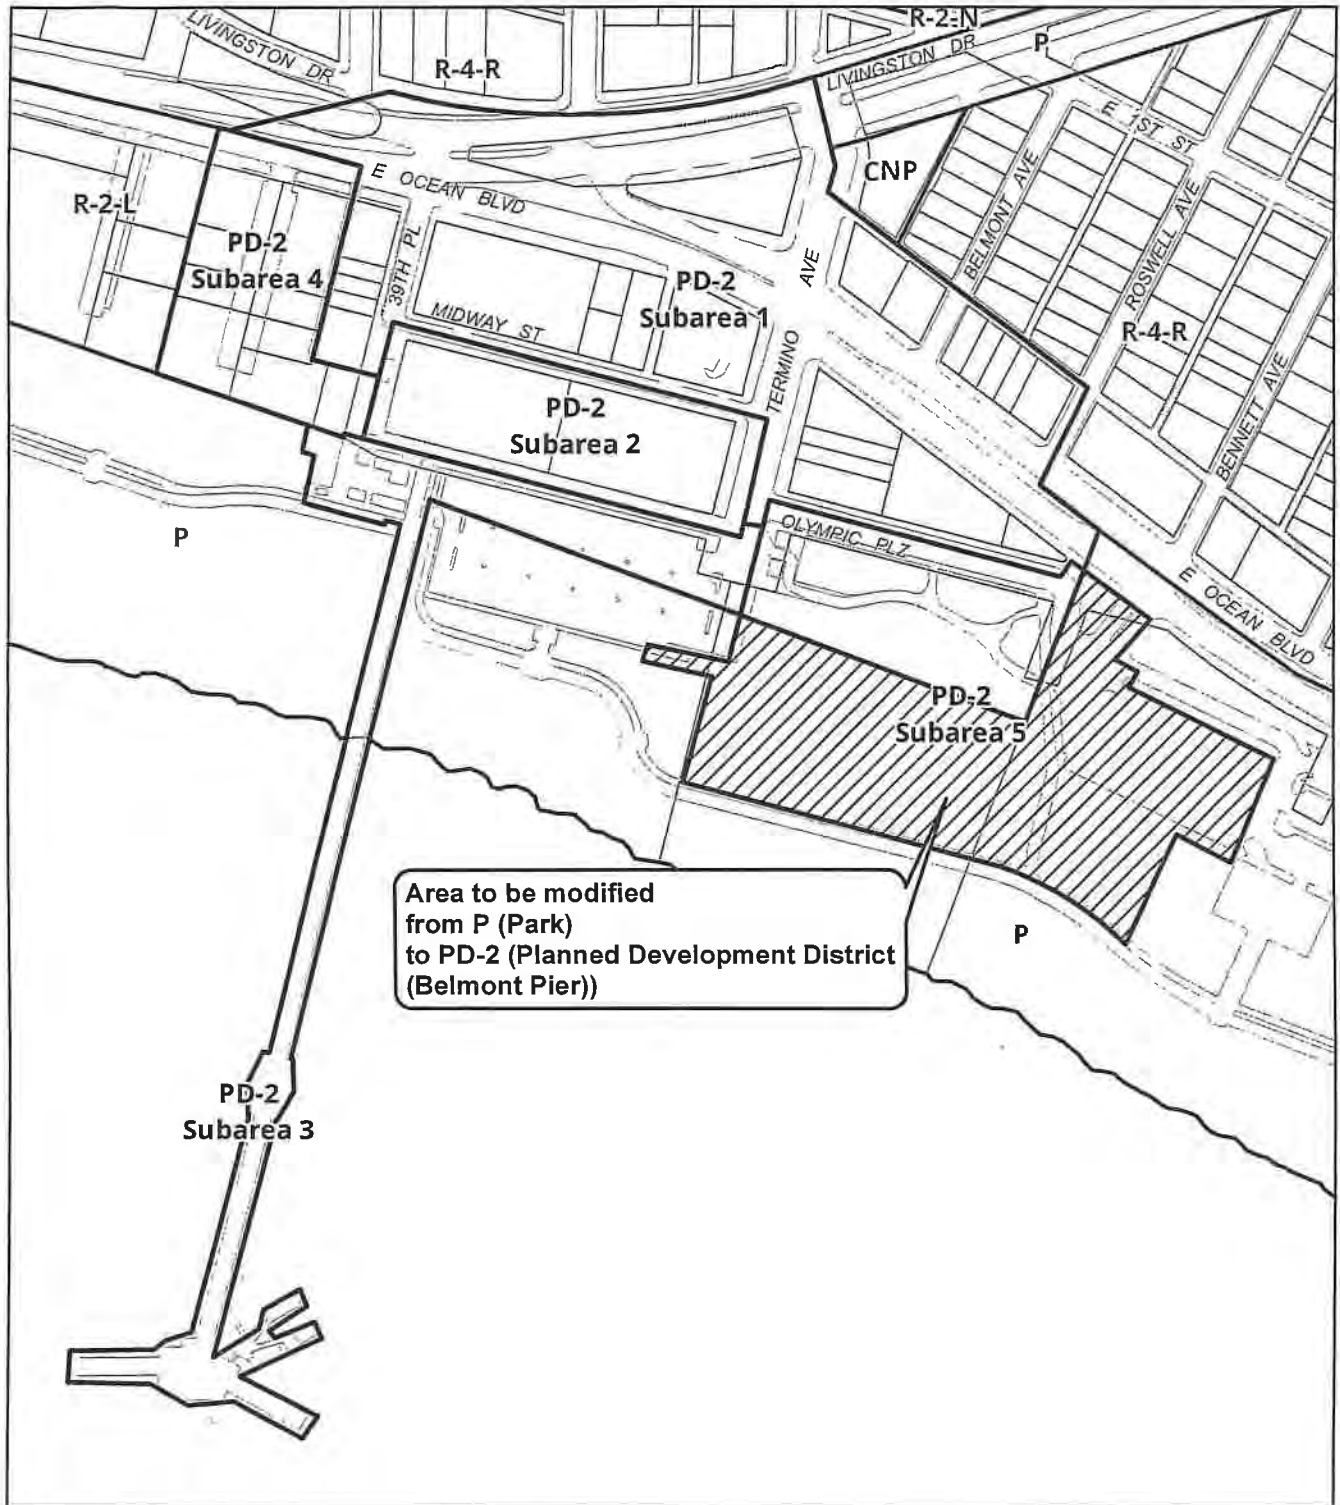 R-2-N
LIVINGSTON DR
P
LIVINGSTON DR
R-4-R
E 1ST ST
CNP
E OCEAN BLVD
R-2-L
PD-2
Subarea 4
39TH PL
BELMONT AVE
ROSWELL AVE
PD-2
Subarea 1
MIDWAY ST
TERMINO AVE
R-4-R
BENNETT AVE
PD-2
Subarea 2
OLYMPIC PLZ
P
E OCEAN BLVD
PD-2
Subarea 5
Area to be modified
from P (Park)
to PD-2 (Planned Development District
(Belmont Pier))
P
PD-2
Subarea 3